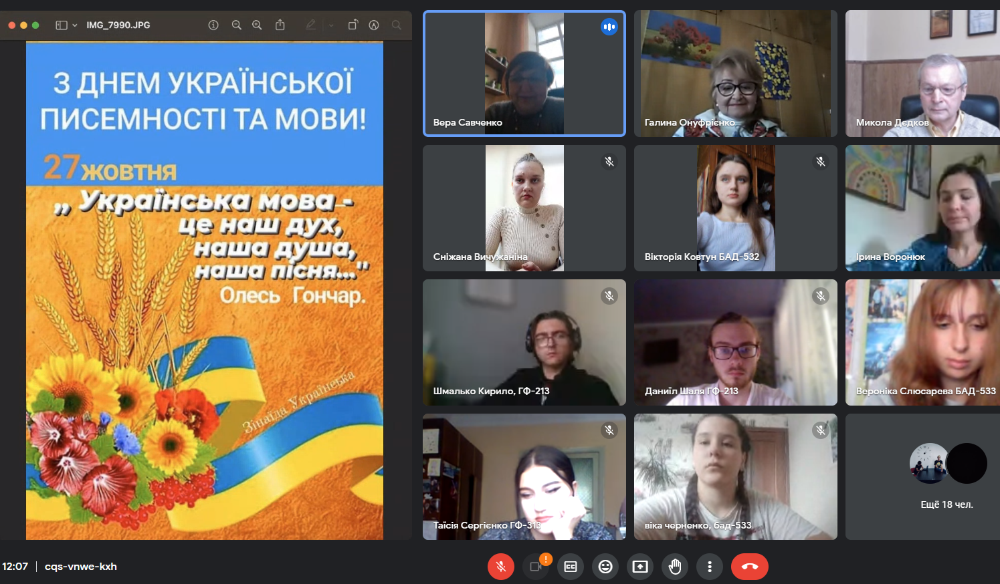 IMG_7990.JPG
З ДНЕМ УКРАЇНСЬКОЇ
ПИСЕМНОСТІ ТА МОВИ!
27 жовтня
„ Українська мова -
це наш дух,
наша душа,
наша пісня..."
Олесь Гончар.
Зінаїда Українська
Вера Савченко
Галина Онуфрієнко
Микола Дєдков
Сніжана Вичужаніна
Вікторія Ковтун БАД-532
Ірина Воронюк
Шмалько Кирило, ГФ-213
Даниїл Шаля ГФ-213
Вероніка Слюсарева БАД-533
Таїсія Сергієнко ГФ-313
віка черненко, бад-533
Ещё 18 чел.
12:07 | cqs-vnwe-kxh
CC